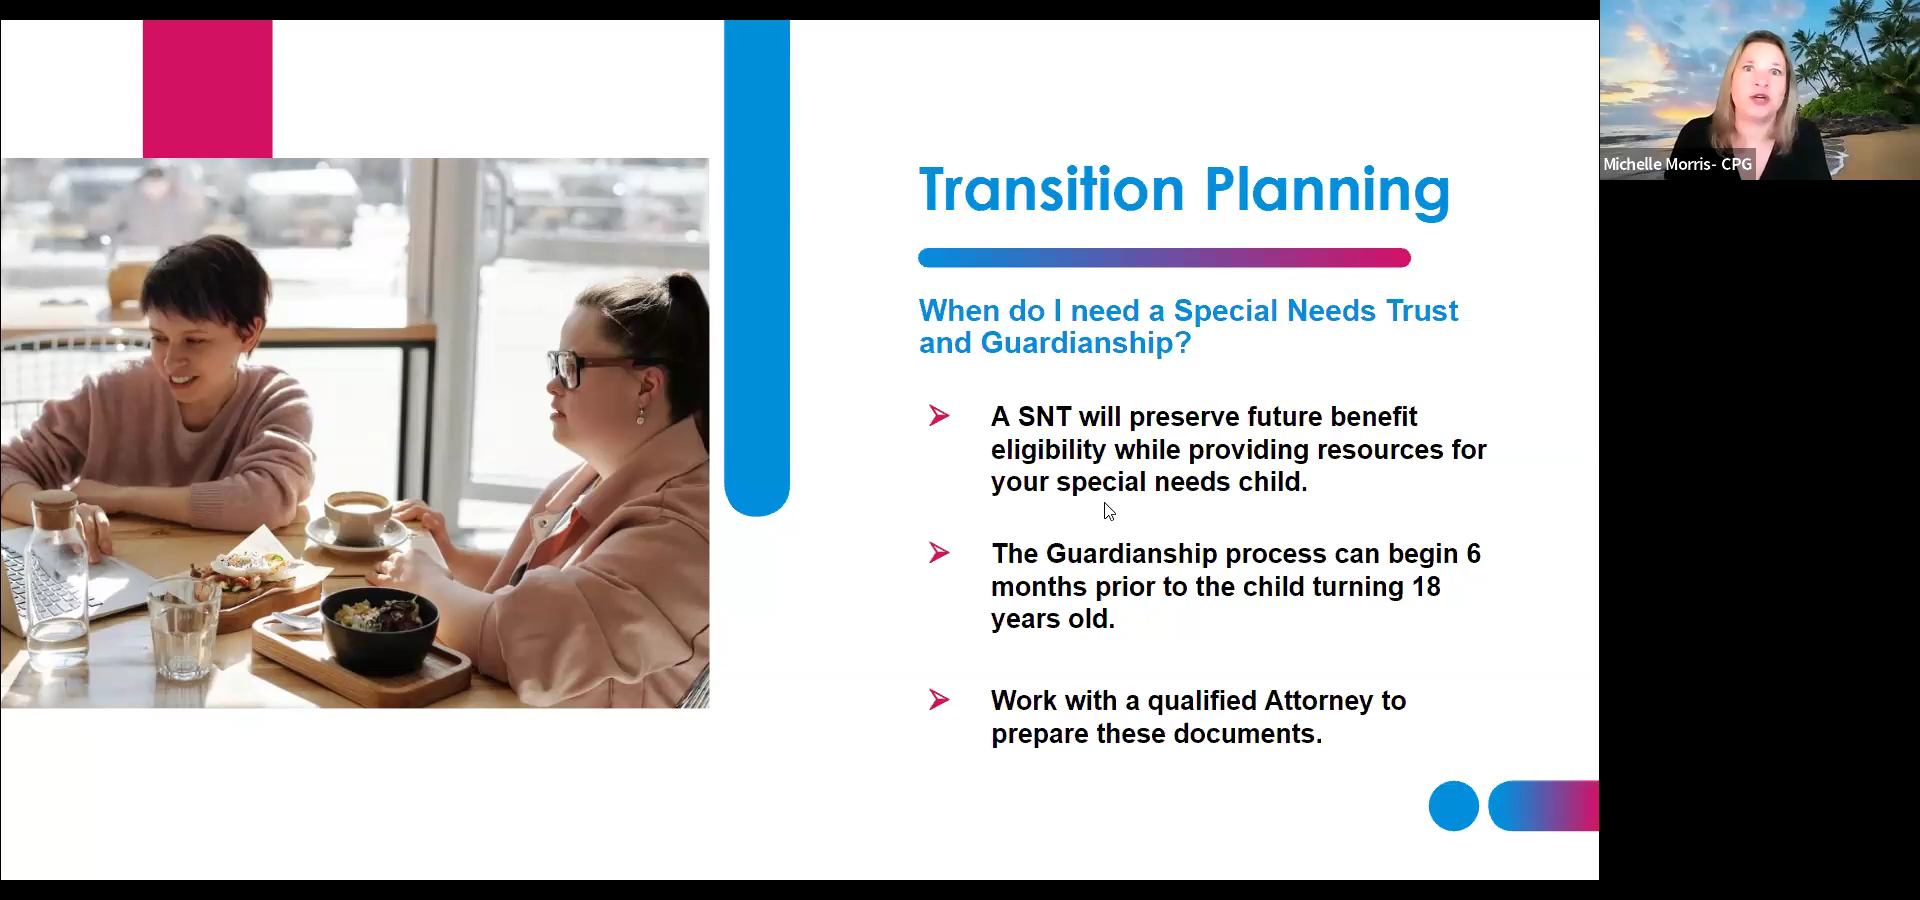 Transition Planning
When do I need a Special Needs Trust
and Guardianship?
A SNT will preserve future benefit
eligibility while providing resources for
your special needs child.
The Guardianship process can begin 6
months prior to the child turning 18
years old.
Work with a qualified Attorney to
prepare these documents.
Michelle Morris- CPG